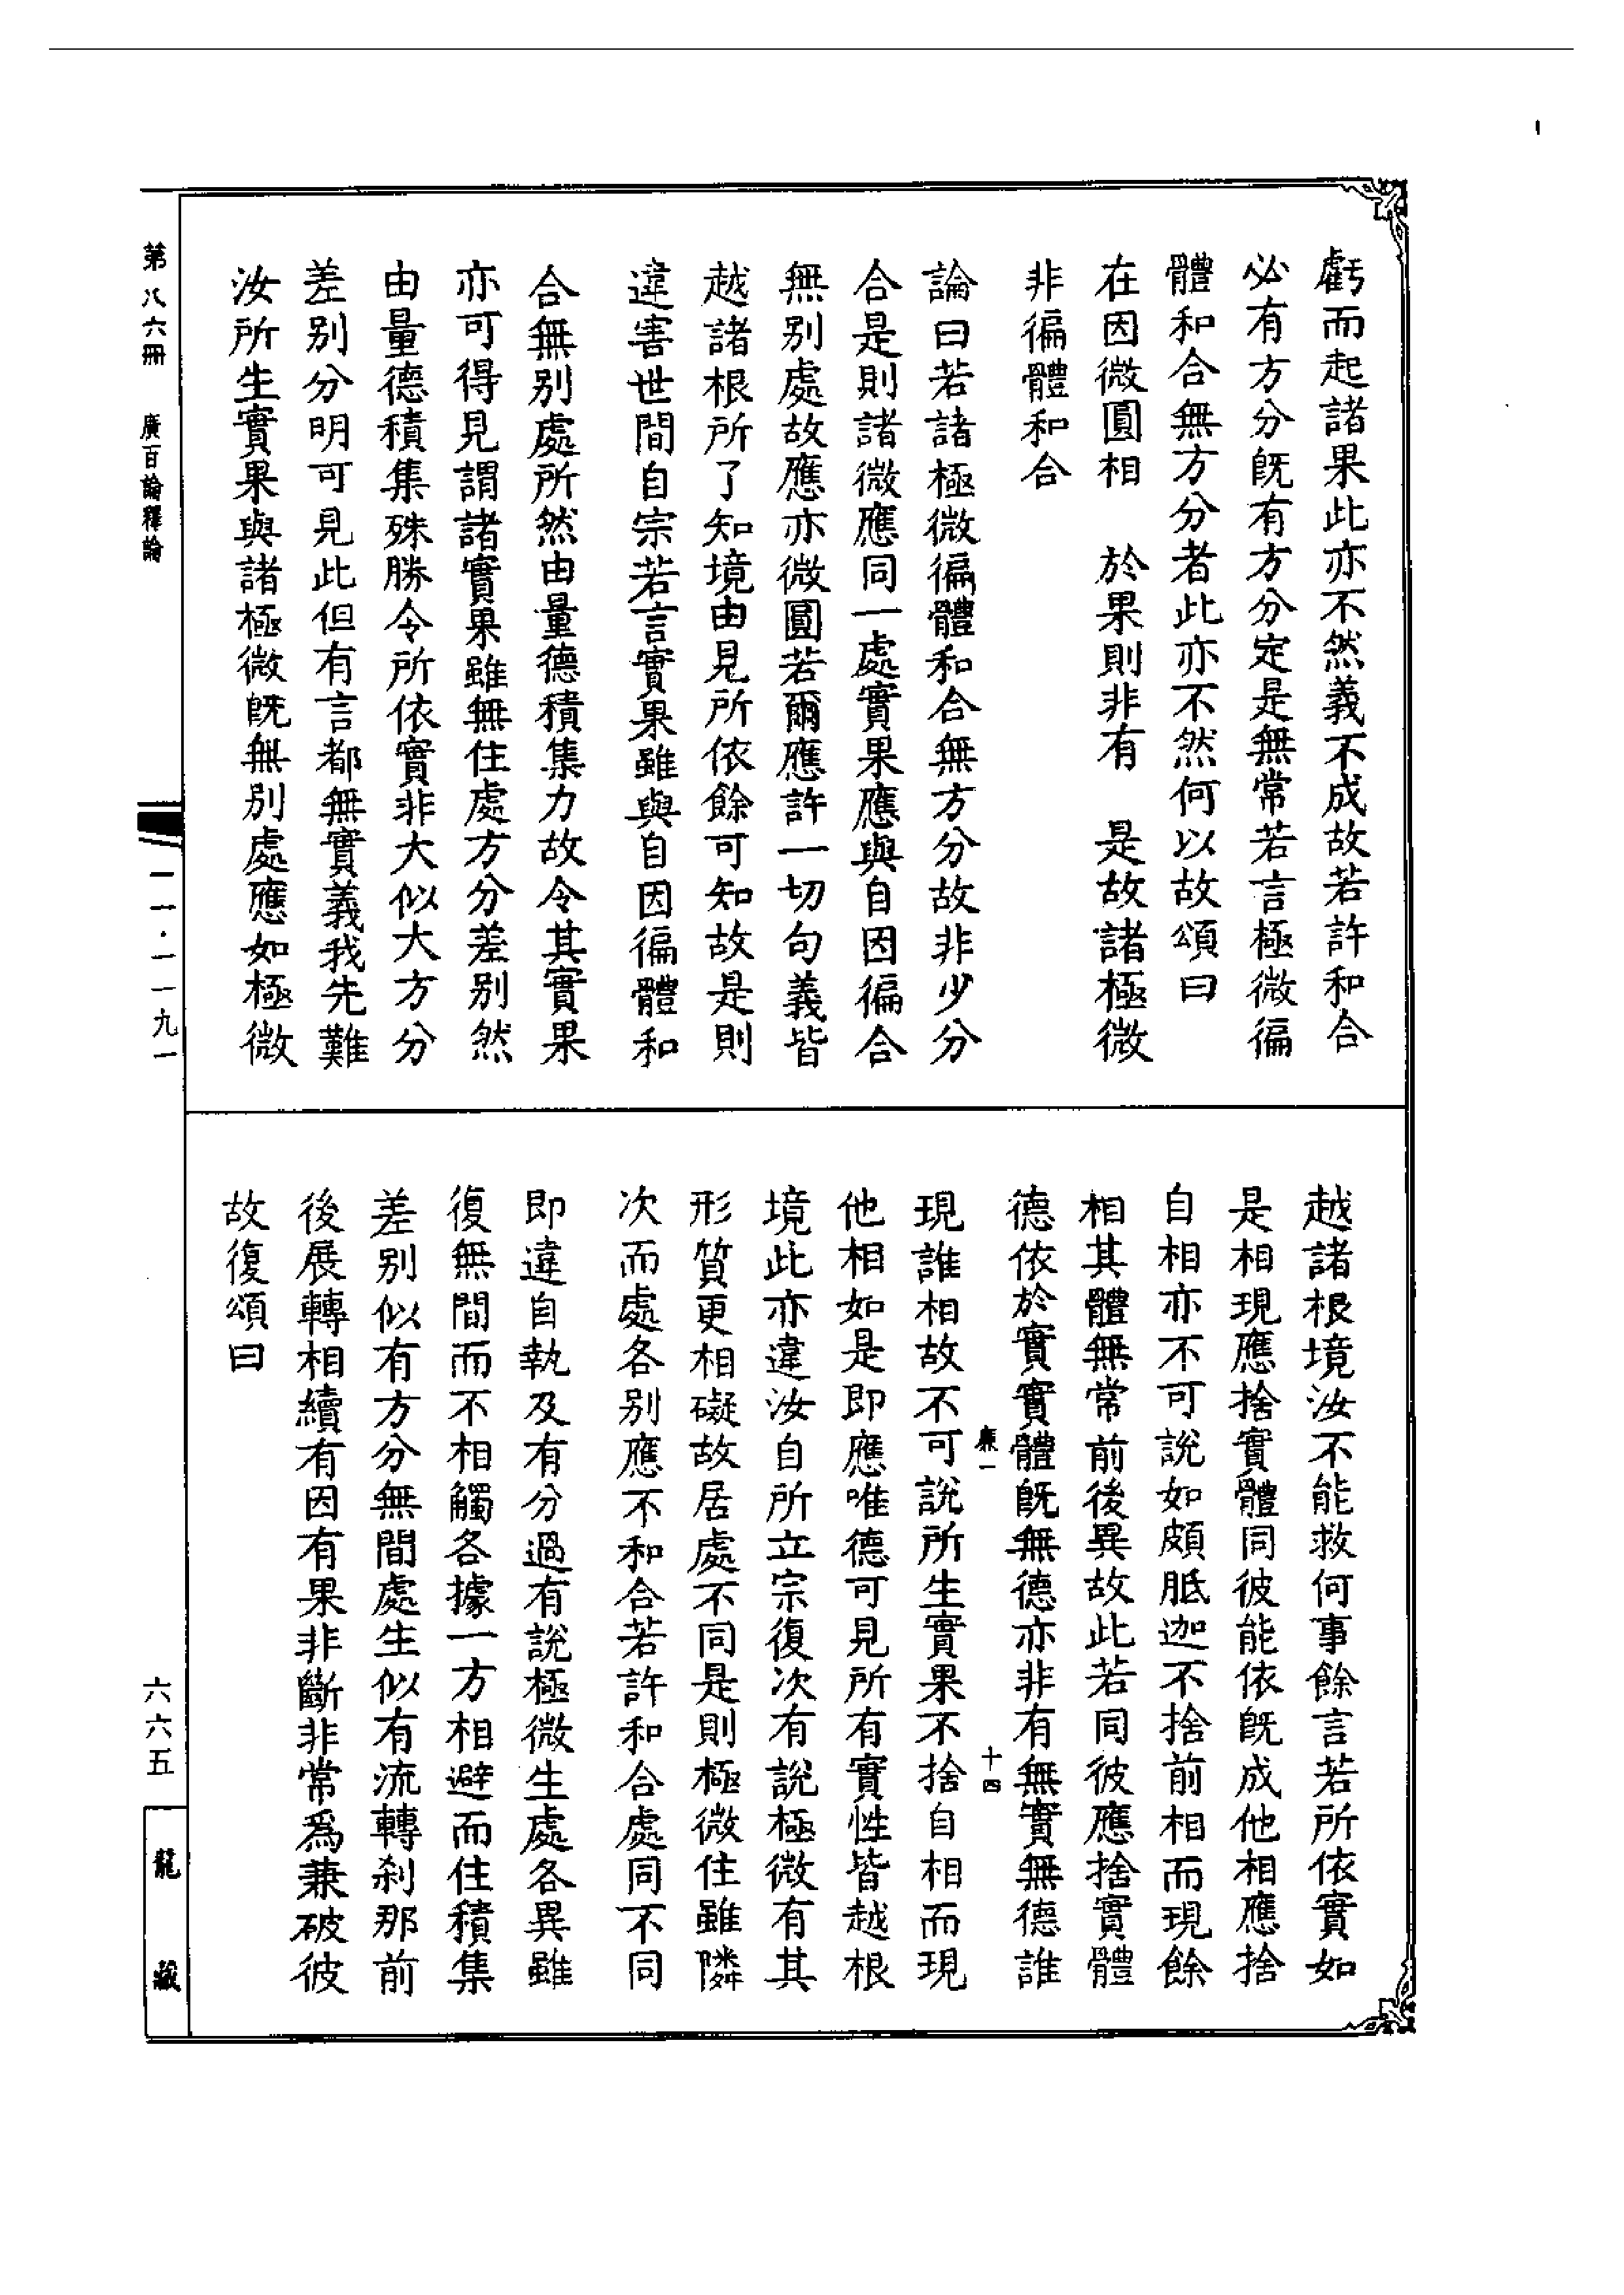 虧而起諸果此亦不然義不成故若許和合
必有方分旣有方分定是無常若言極微徧
體和合無方分者此亦不然何以故頌曰
在因微圓相　於果則非有　是故諸極微
非徧體和合
論曰若諸極微徧體和合無方分故非少分
合是則諸微應同一處實果應與自因徧合
無別處故應亦微圓若爾應許一切句義皆
越諸根所了知境由見所依餘可知故是則
違害世間自宗若言實果雖與自因徧體和
合無別處所然由量德積集力故令其實果
亦可得見謂諸實果雖無住處方分差別然
由量德積集殊勝令所依實非大似大方分
差別分明可見此但有言都無實義我先難
汝所生實果與諸極微旣無別處應如極微
越諸根境汝不能救何事餘言若所依實如
是相現應捨實體同彼能依旣成他相應捨
自相亦不可說如頗胝迦不捨前相而現餘
相其體無常前後異故此若同彼應捨實體
德依於實實體旣無德亦非有無實無德誰
廉一　十四
現誰相故不可說所生實果不捨自相而現
他相如是即應唯德可見所有實性皆越根
境此亦違汝自所立宗復次有說極微有其
形質更相礙故居處不同是則極微住雖隣
次而處各別應不和合若許和合處同不同
即違自執及有分過有說極微生處各異雖
復無間而不相觸各據一方相避而住積集
差別似有方分無間處生似有流轉刹那前
後展轉相續有因有果非斷非常爲兼破彼
故復頌曰
第八六冊　廣百論釋論
一一·一一九一
六六五
龍藏